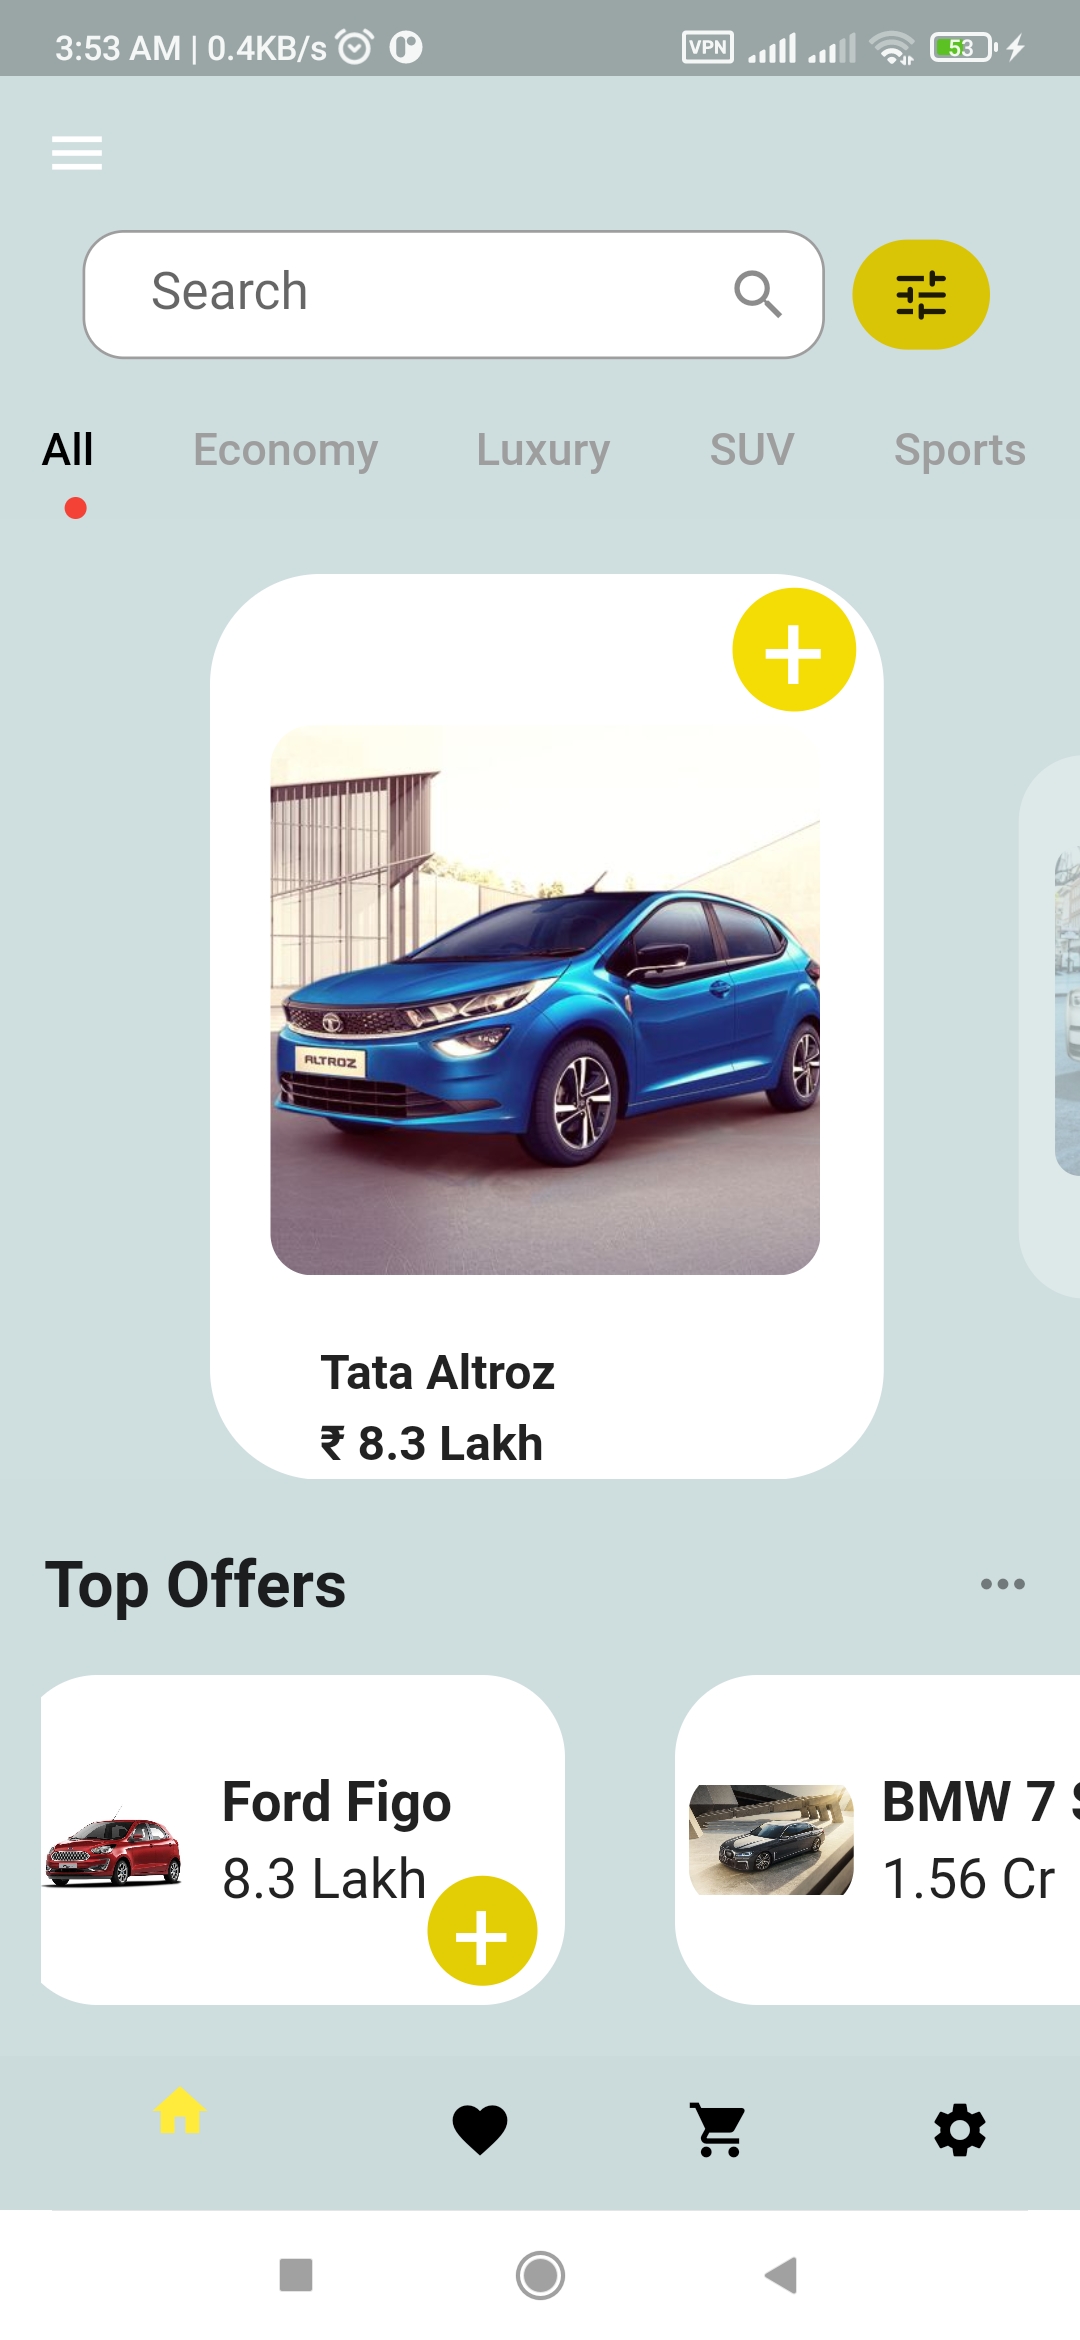 3:53 AM | 0.4KB/s
VPN
53
Search
All Economy Luxury SUV Sports
ALTROZ
Tata Altroz
₹ 8.3 Lakh
Top Offers
Ford Figo
8.3 Lakh
BMW 7
1.56 Cr